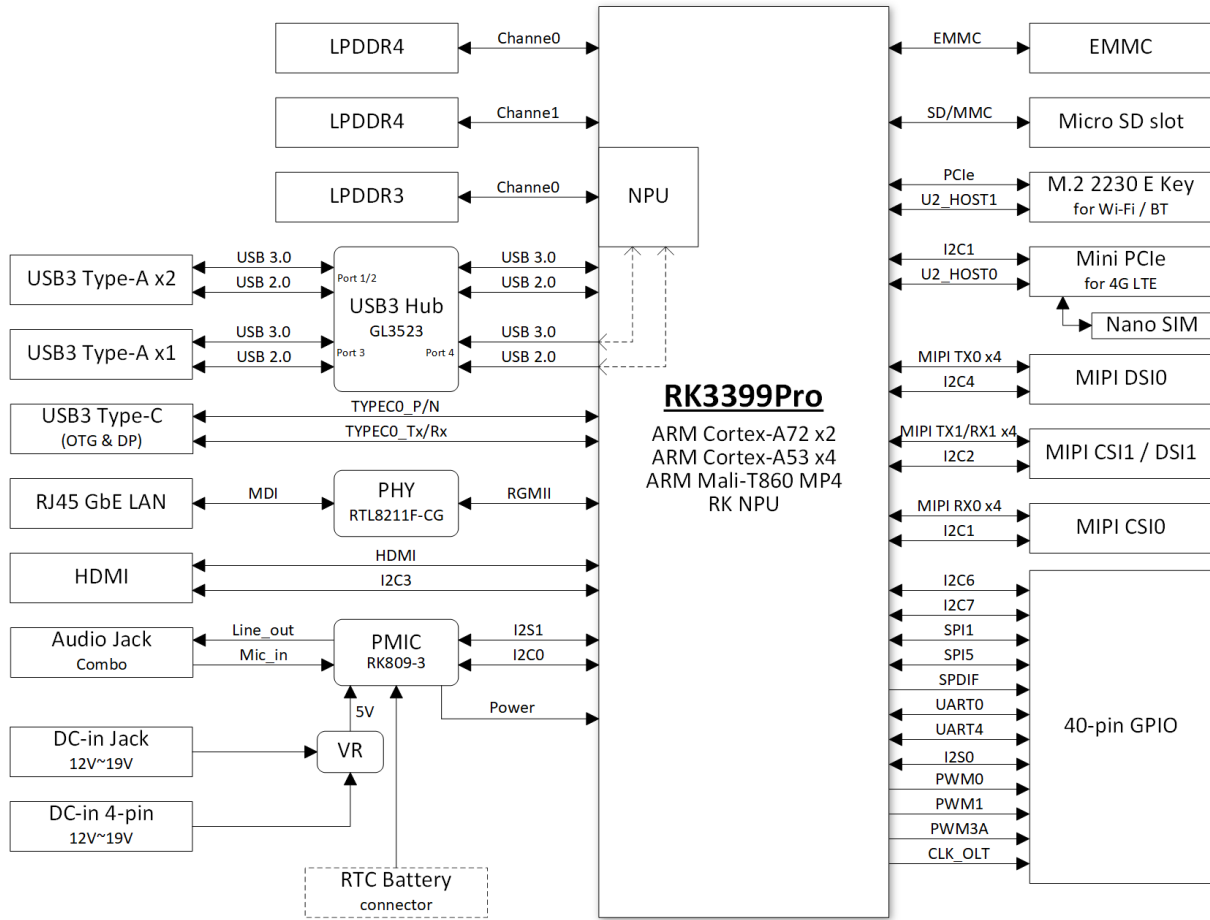 LPDDR4
Channe0
LPDDR4
Channe1
LPDDR3
Channe0
NPU
USB3 Type-A x2
USB 3.0
USB 2.0
USB3 Type-A x1
USB 3.0
USB 2.0
Port 1/2
USB3 Hub
GL3523
Port 3
Port 4
USB 3.0
USB 2.0
USB 3.0
USB 2.0
USB3 Type-C
(OTG & DP)
TYPEC0_P/N
TYPEC0_Tx/Rx
RJ45 GbE LAN
MDI
PHY
RTL8211F-CG
RGMII
HDMI
HDMI
I2C3
Audio Jack
Combo
Line_out
Mic_in
PMIC
RK809-3
I2S1
I2C0
Power
5V
VR
DC-in Jack
12V~19V
DC-in 4-pin
12V~19V
RTC Battery
connector
RK3399Pro
ARM Cortex-A72 x2
ARM Cortex-A53 x4
ARM Mali-T860 MP4
RK NPU
EMMC
EMMC
SD/MMC
Micro SD slot
PCIe
U2_HOST1
M.2 2230 E Key
for Wi-Fi / BT
I2C1
U2_HOST0
Mini PCIe
for 4G LTE
Nano SIM
MIPI TX0 x4
I2C4
MIPI DSI0
MIPI TX1/RX1 x4
I2C2
MIPI CSI1 / DSI1
MIPI RX0 x4
I2C1
MIPI CSI0
I2C6
I2C7
SPI1
SPI5
SPDIF
UART0
UART4
I2S0
PWM0
PWM1
PWM3A
CLK_OLT
40-pin GPIO